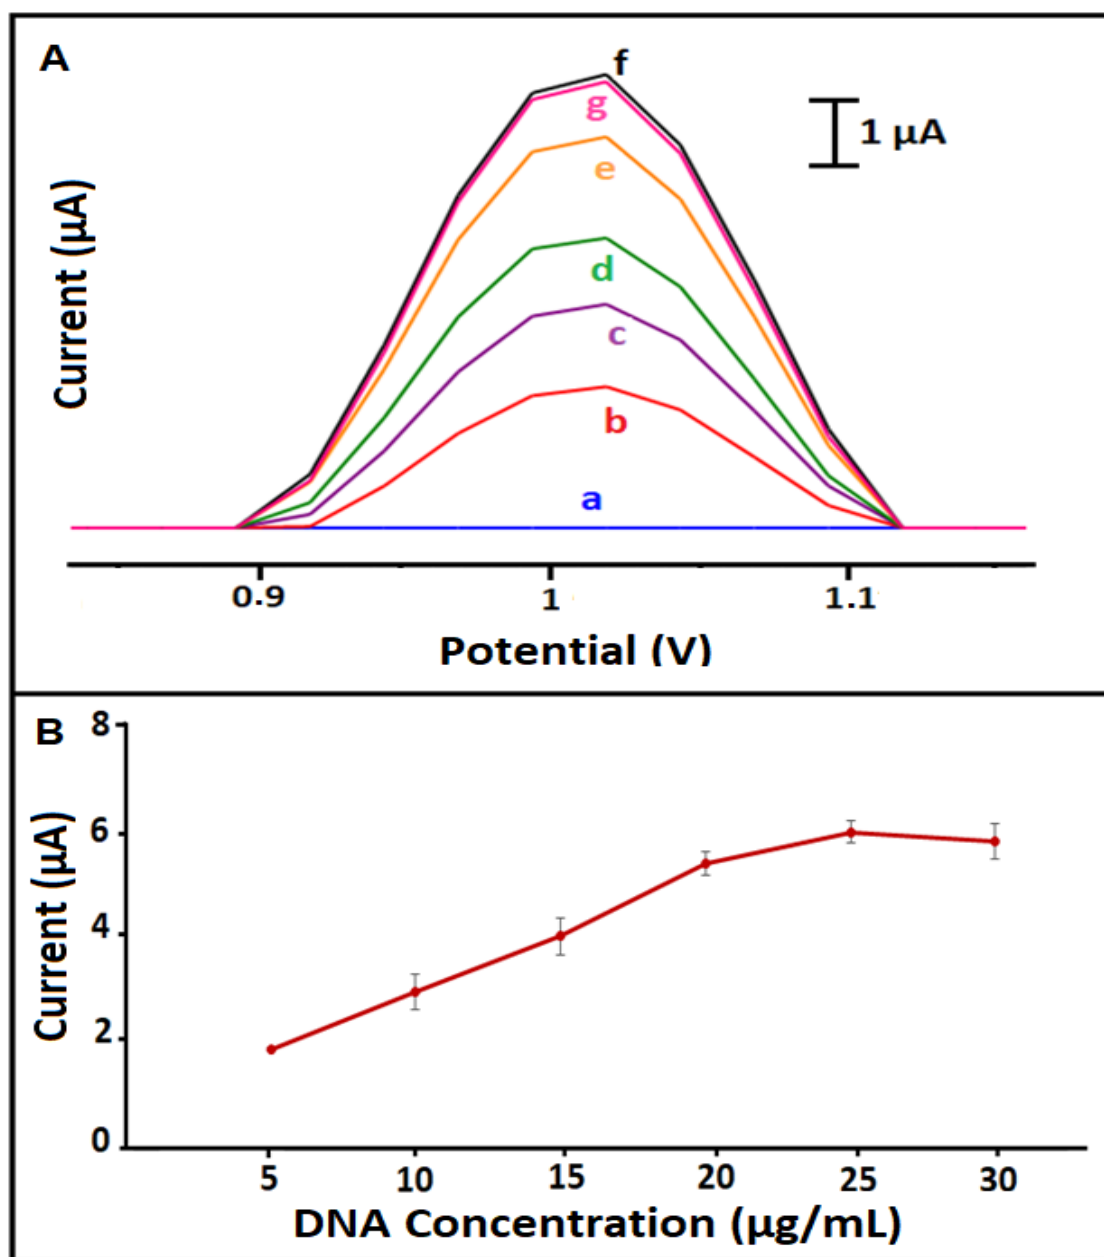 A
f
g
1 µA
e
d
c
b
a
Current (µA)
0.9 1 1.1
Potential (V)
B
8
6
4
2
0
Current (µA)
5 10 15 20 25 30
DNA Concentration (µg/mL)